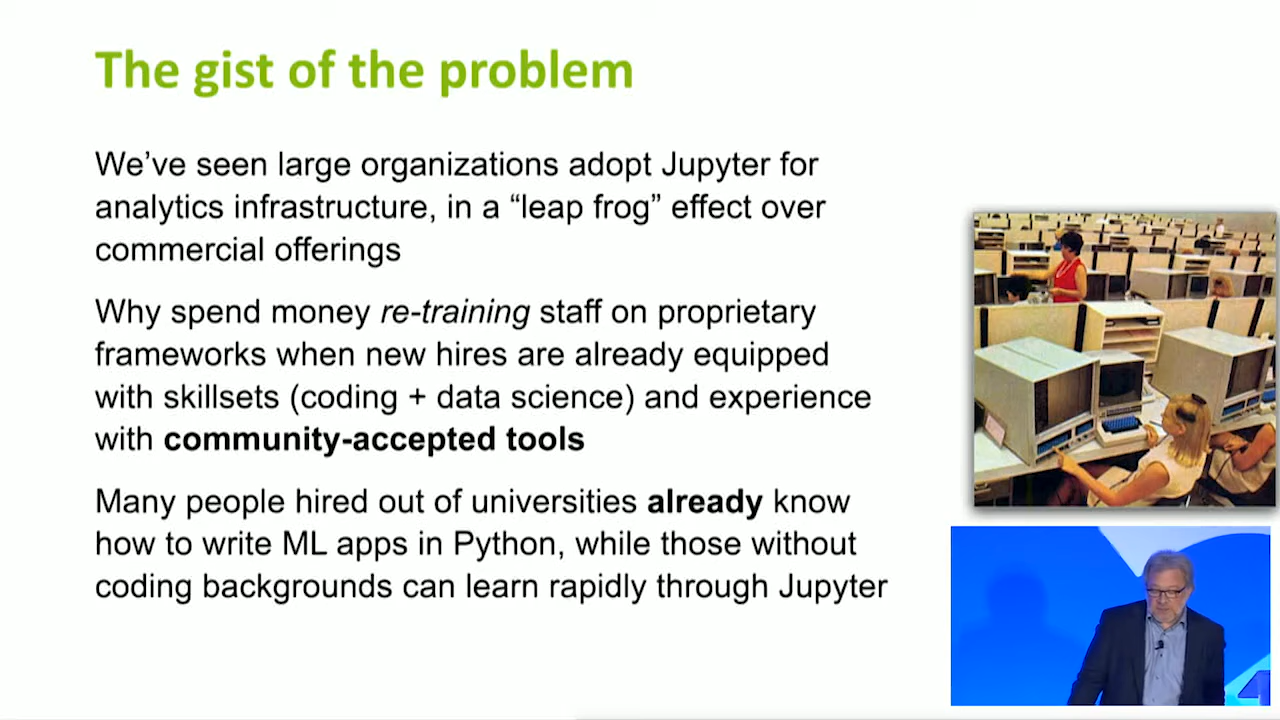 The gist of the problem
We’ve seen large organizations adopt Jupyter for
analytics infrastructure, in a “leap frog” effect over
commercial offerings
Why spend money re-training staff on proprietary
frameworks when new hires are already equipped
with skillsets (coding + data science) and experience
with community-accepted tools
Many people hired out of universities already know
how to write ML apps in Python, while those without
coding backgrounds can learn rapidly through Jupyter